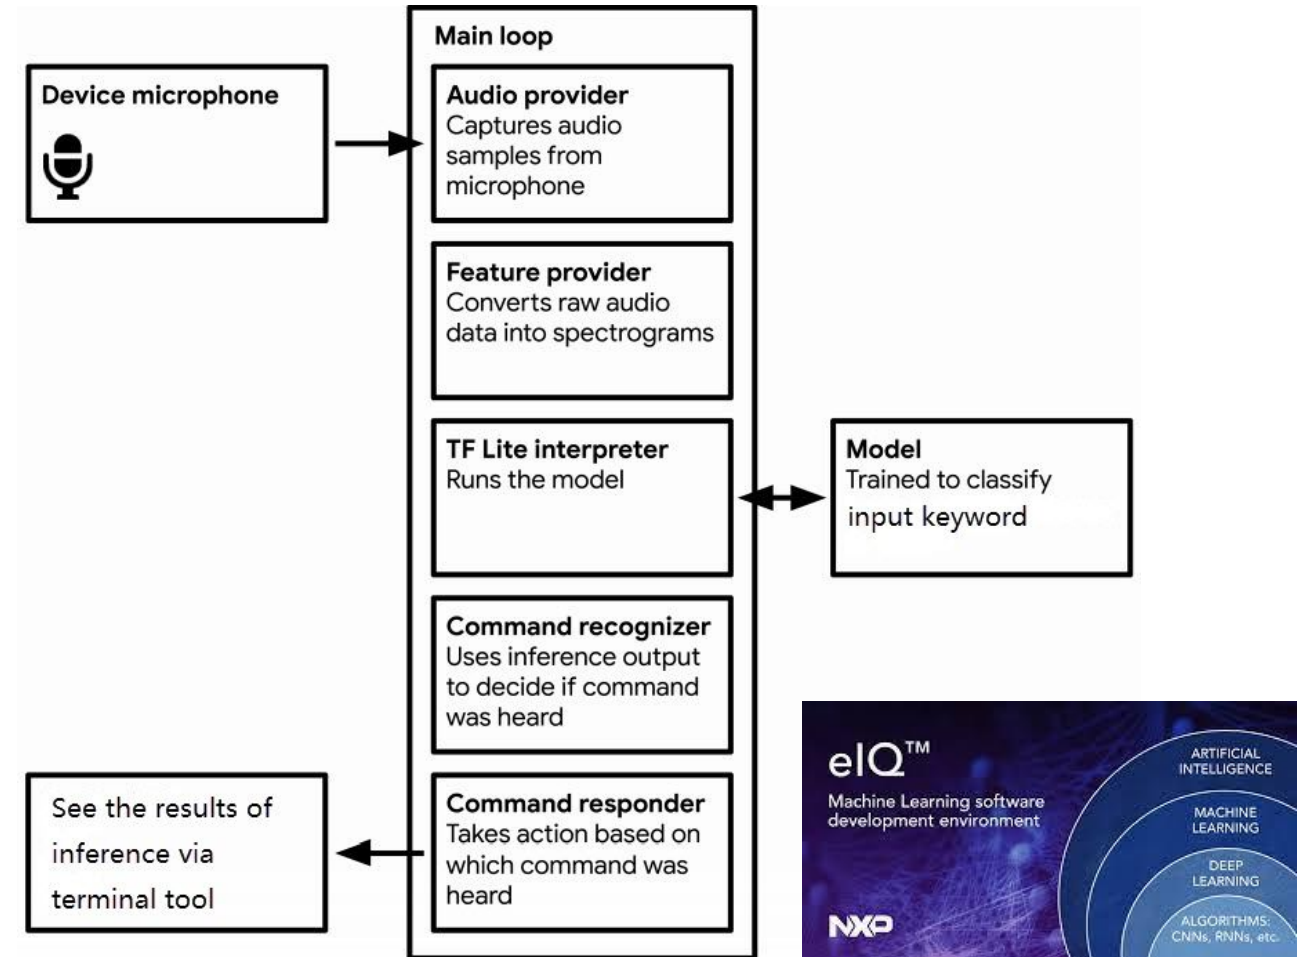 Main loop
Device microphone
Audio provider
Captures audio
samples from
microphone
Feature provider
Converts raw audio
data into spectrograms
TF Lite interpreter
Runs the model
Model
Trained to classify
input keyword
Command recognizer
Uses inference output
to decide if command
was heard
See the results of
inference via
terminal tool
Command responder
Takes action based on
which command was
heard
eIQ™
Machine Learning software
development environment
NXP
ARTIFICIAL
INTELLIGENCE
MACHINE
LEARNING
DEEP
LEARNING
ALGORITHMS:
CNNs, RNNs, etc.